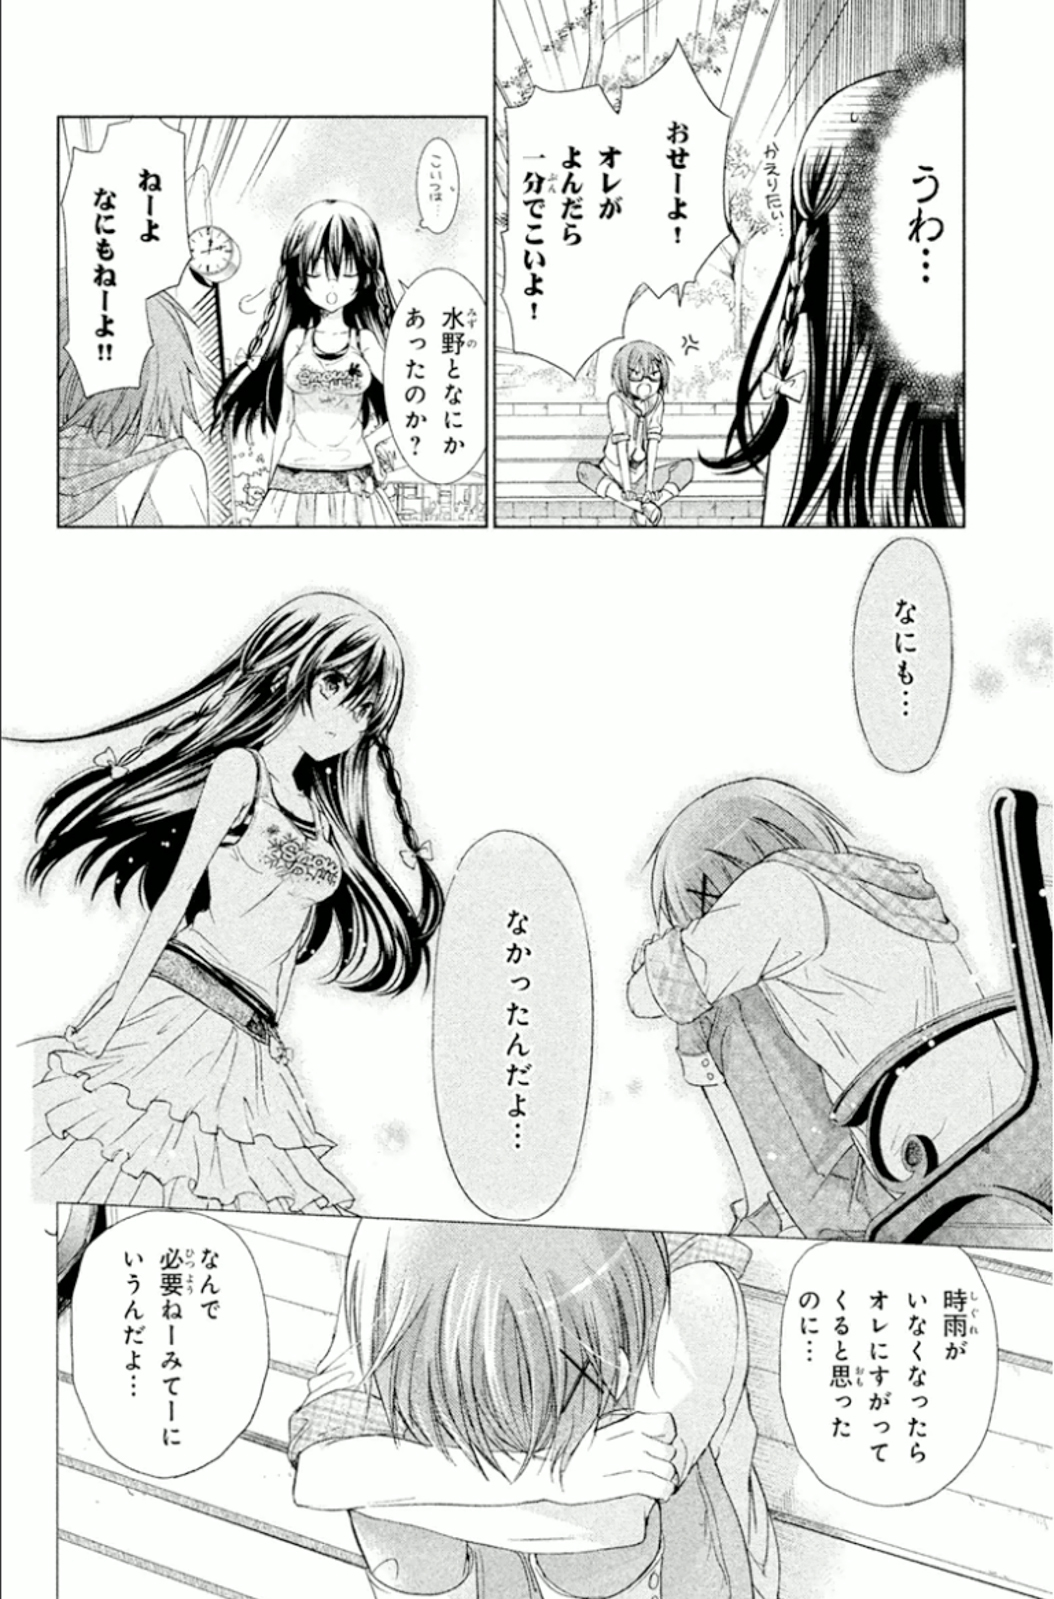 うわ…
かえりたい…
おせーよ！
オレが
よんだら
一分でこいよ！
こいつは…
水野となにか
あったのか？
ねーよ
なにもねーよ!!
なにも…
なかったんだよ…
時雨が
いなくなったら
オレにすがって
くると思った
のに…
なんで
必要ねーみてーに
いうんだよ…